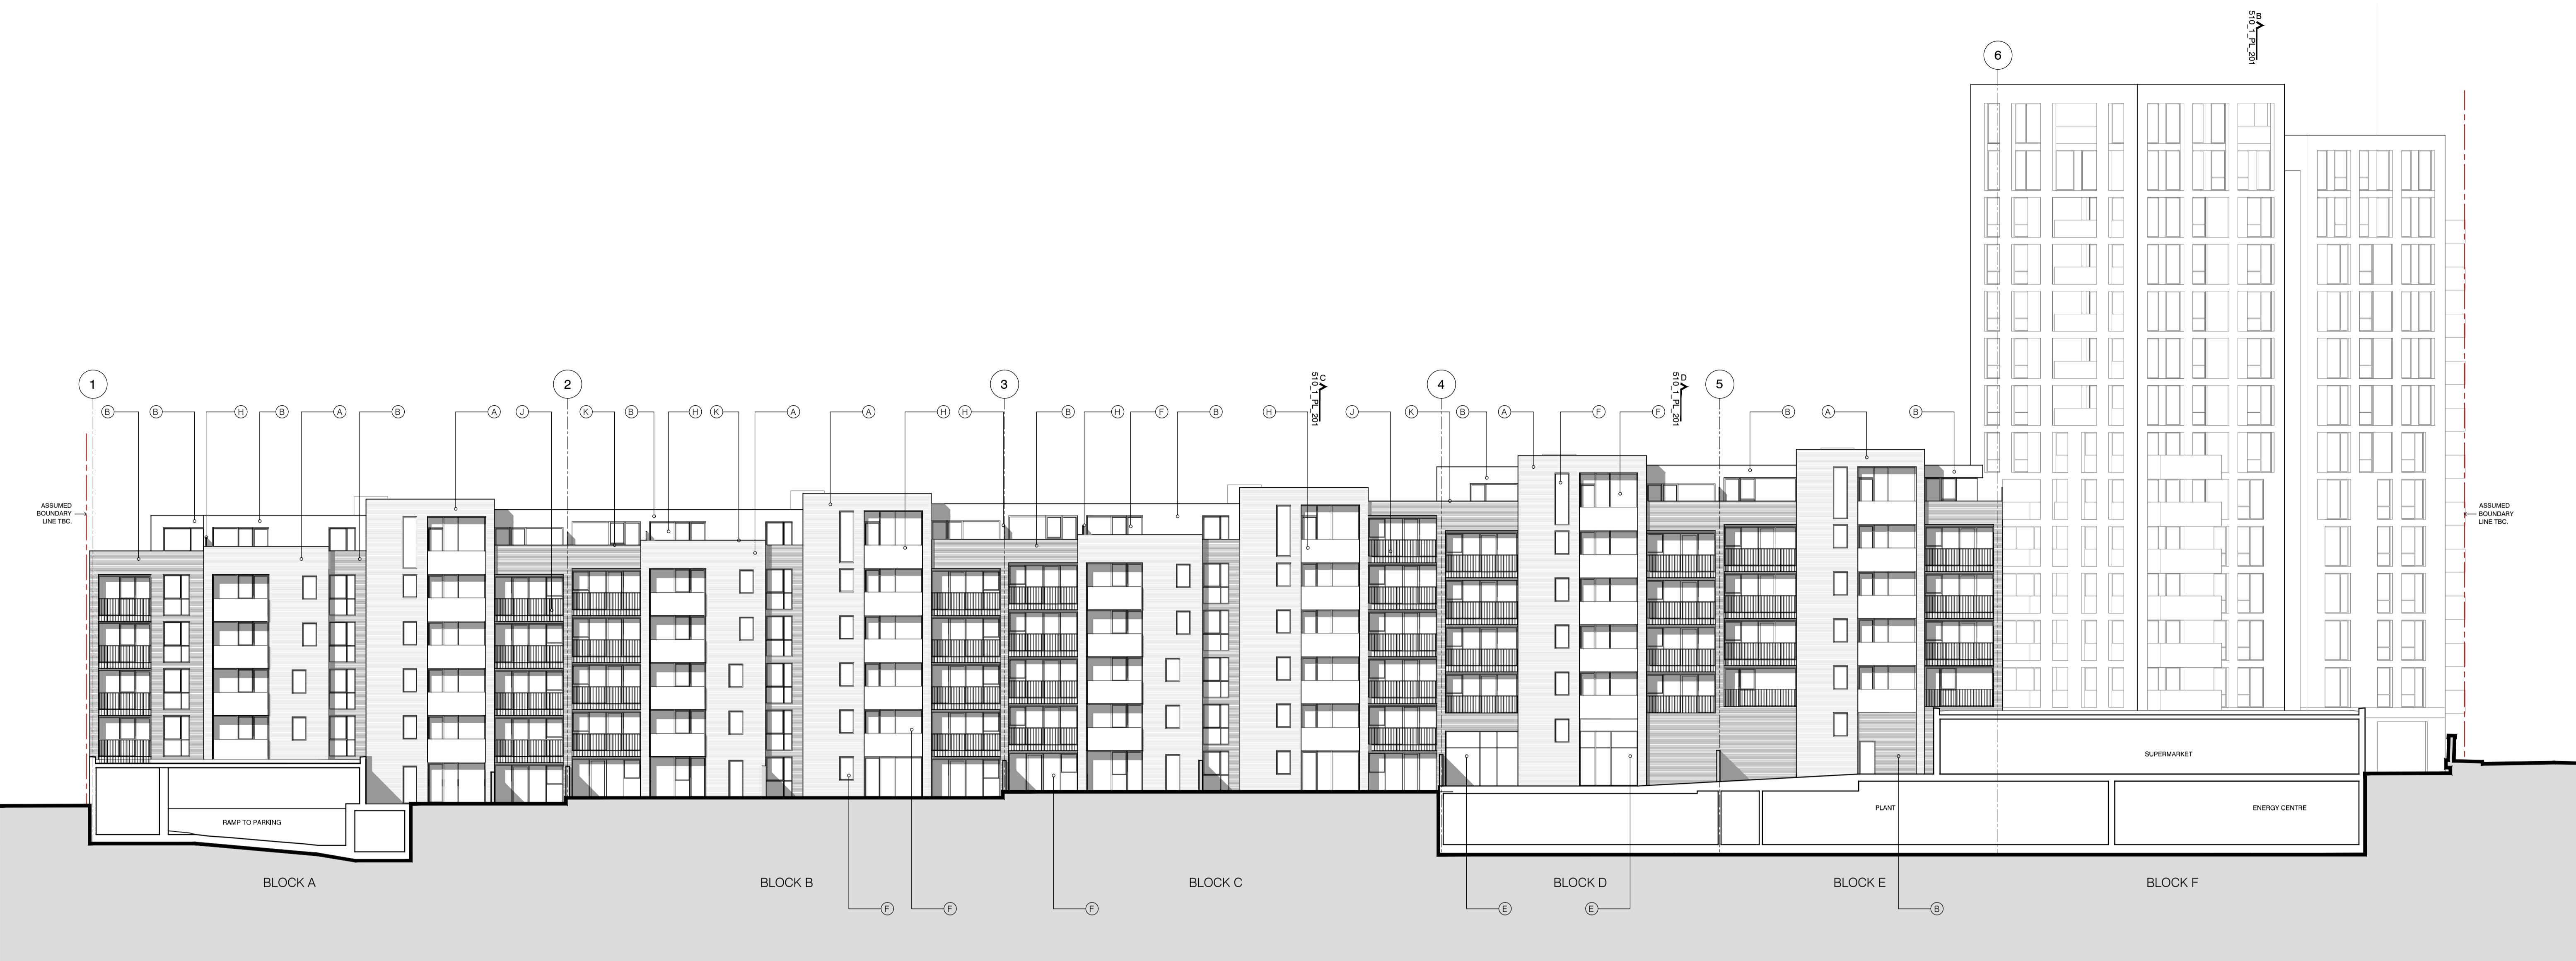 B
510_1_PL_201
6
1
2
3
C
510_1_PL_201
4
D
510_1_PL_201
5
B
B
H
B
A
B
A
J
K
B
H
K
A
A
H
H
B
H
F
B
H
J
K
B
A
F
F
B
A
B
ASSUMED
BOUNDARY
LINE TBC.
ASSUMED
BOUNDARY
LINE TBC.
SUPERMARKET
RAMP TO PARKING
PLANT
ENERGY CENTRE
BLOCK A
BLOCK B
BLOCK C
BLOCK D
BLOCK E
BLOCK F
F
F
F
E
E
B